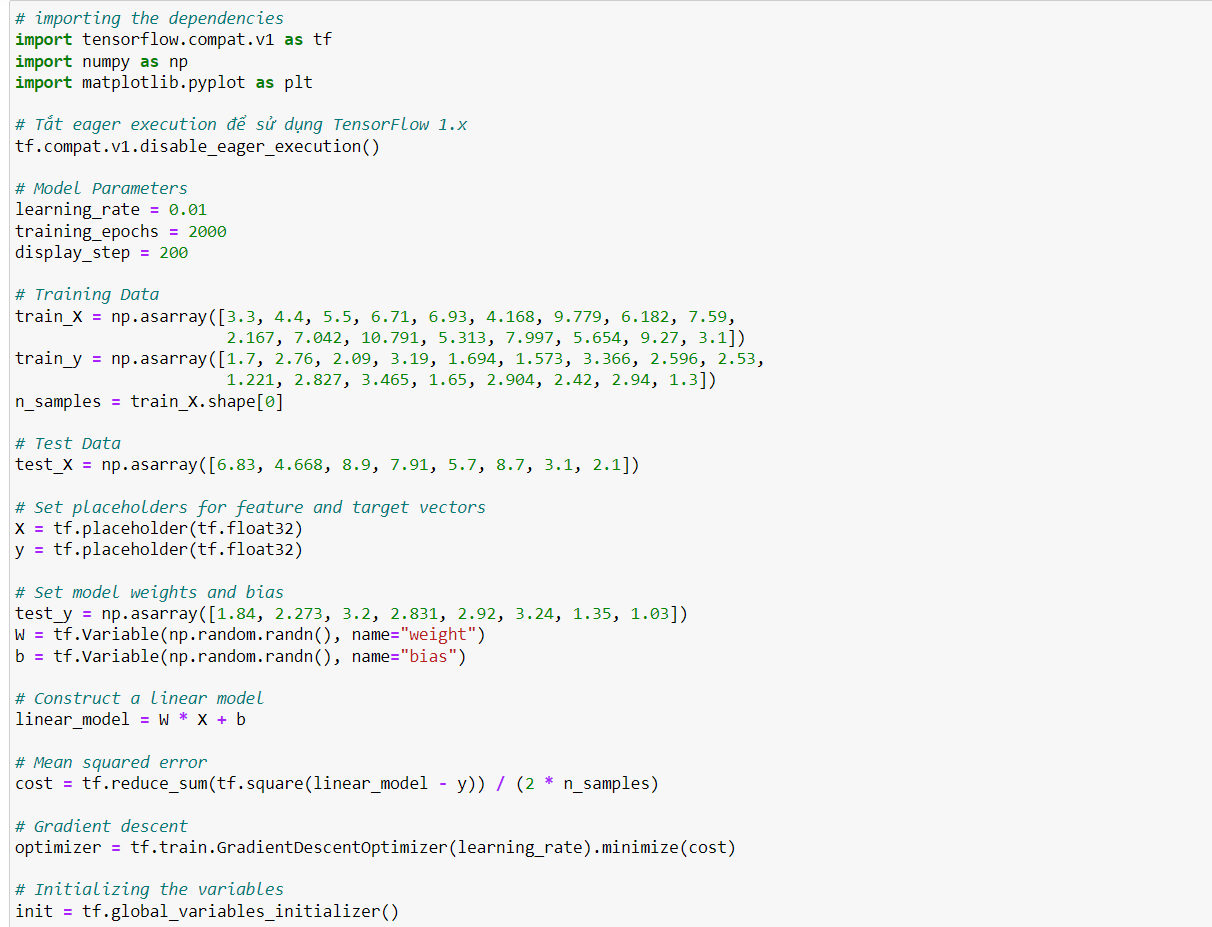 # importing the dependencies
import tensorflow.compat.v1 as tf
import numpy as np
import matplotlib.pyplot as plt
# Tắt eager execution để sử dụng TensorFlow 1.x
tf.compat.v1.disable_eager_execution()
# Model Parameters
learning_rate = 0.01
training_epochs = 2000
display_step = 200
# Training Data
train_X = np.asarray([3.3, 4.4, 5.5, 6.71, 6.93, 4.168, 9.779, 6.182, 7.59,
2.167, 7.042, 10.791, 5.313, 7.997, 5.654, 9.27, 3.1])
train_y = np.asarray([1.7, 2.76, 2.09, 3.19, 1.694, 1.573, 3.366, 2.596, 2.53,
1.221, 2.827, 3.465, 1.65, 2.904, 2.42, 2.94, 1.3])
n_samples = train_X.shape[0]
# Test Data
test_X = np.asarray([6.83, 4.668, 8.9, 7.91, 5.7, 8.7, 3.1, 2.1])
# Set placeholders for feature and target vectors
X = tf.placeholder(tf.float32)
y = tf.placeholder(tf.float32)
# Set model weights and bias
test_y = np.asarray([1.84, 2.273, 3.2, 2.831, 2.92, 3.24, 1.35, 1.03])
W = tf.Variable(np.random.randn(), name="weight")
b = tf.Variable(np.random.randn(), name="bias")
# Construct a linear model
linear_model = W * X + b
# Mean squared error
cost = tf.reduce_sum(tf.square(linear_model - y)) / (2 * n_samples)
# Gradient descent
optimizer = tf.train.GradientDescentOptimizer(learning_rate).minimize(cost)
# Initializing the variables
init = tf.global_variables_initializer()